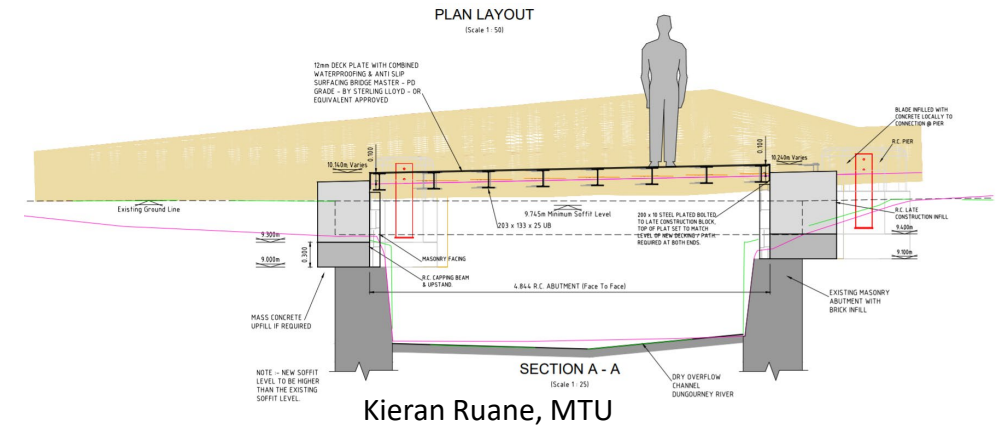 PLAN LAYOUT
(Scale 1 : 50)
12mm DECK PLATE WITH COMBINED
WATERPROOFING & ANTI SLIP
SURFACING BRIDGE MASTER - PD
GRADE - BY STERLING LLOYD - OR
EQUIVALENT APPROVED
BLADE INFILLED WITH
CONCRETE LOCALLY TO
CONNECTION @ PIER
R.C. PIER
10.140m Varies
0.100
0.100
10.240m Varies
Existing Ground Line
9.745m Minimum Soffit Level
203 x 133 x 25 UB
200 x 10 STEEL PLATED BOLTED
TO LATE CONSTRUCTION BLOCK,
TOP OF PLAT SET TO MATCH
LEVEL OF NEW DECKING / PATH.
REQUIRED AT BOTH ENDS.
R.C. LATE
CONSTRUCTION INFILL
9.300m
9.400m
0.300
9.000m
9.100m
MASONRY FACING
R.C. CAPPING BEAM
& UPSTAND
4.844 R.C. ABUTMENT (Face To Face)
EXISTING MASONRY
ABUTMENT WITH
BRICK INFILL
MASS CONCRETE
UPFILL IF REQUIRED
SECTION A - A
(Scale 1 : 25)
DRY OVERFLOW
CHANNEL
DUNGOURNEY RIVER
NOTE :- NEW SOFFIT
LEVEL TO BE HIGHER
THAN THE EXISTING
SOFFIT LEVEL.
Kieran Ruane, MTU